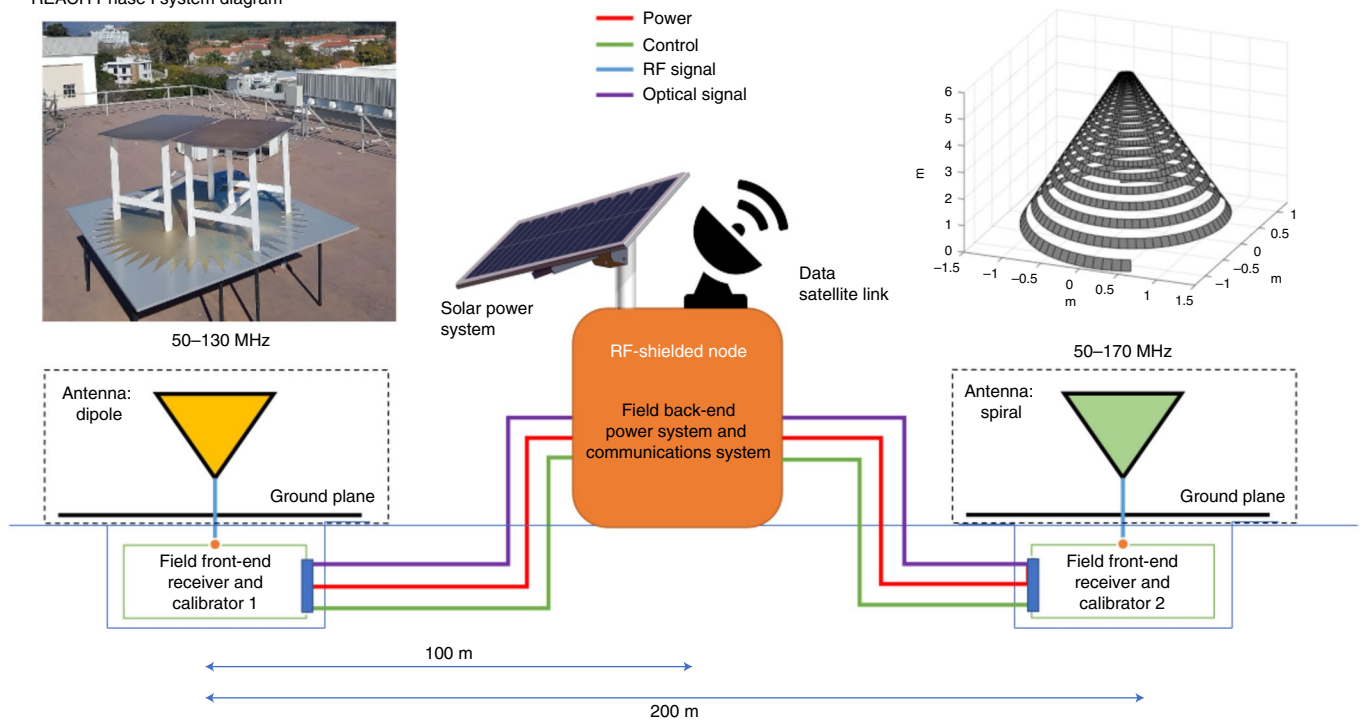 REACH Phase I system diagram
Power
Control
RF signal
Optical signal
6
5
4
3
2
1
0
m
–1.5
–1
–0.5
0
0.5
1
1.5
m
1
0.5
0
–0.5
–1
m
Solar power
system
Data
satellite link
50–130 MHz
50–170 MHz
RF-shielded node
Field back-end
power system and
communications system
Antenna:
dipole
Ground plane
Field front-end
receiver and
calibrator 1
Antenna:
spiral
Ground plane
Field front-end
receiver and
calibrator 2
100 m
200 m